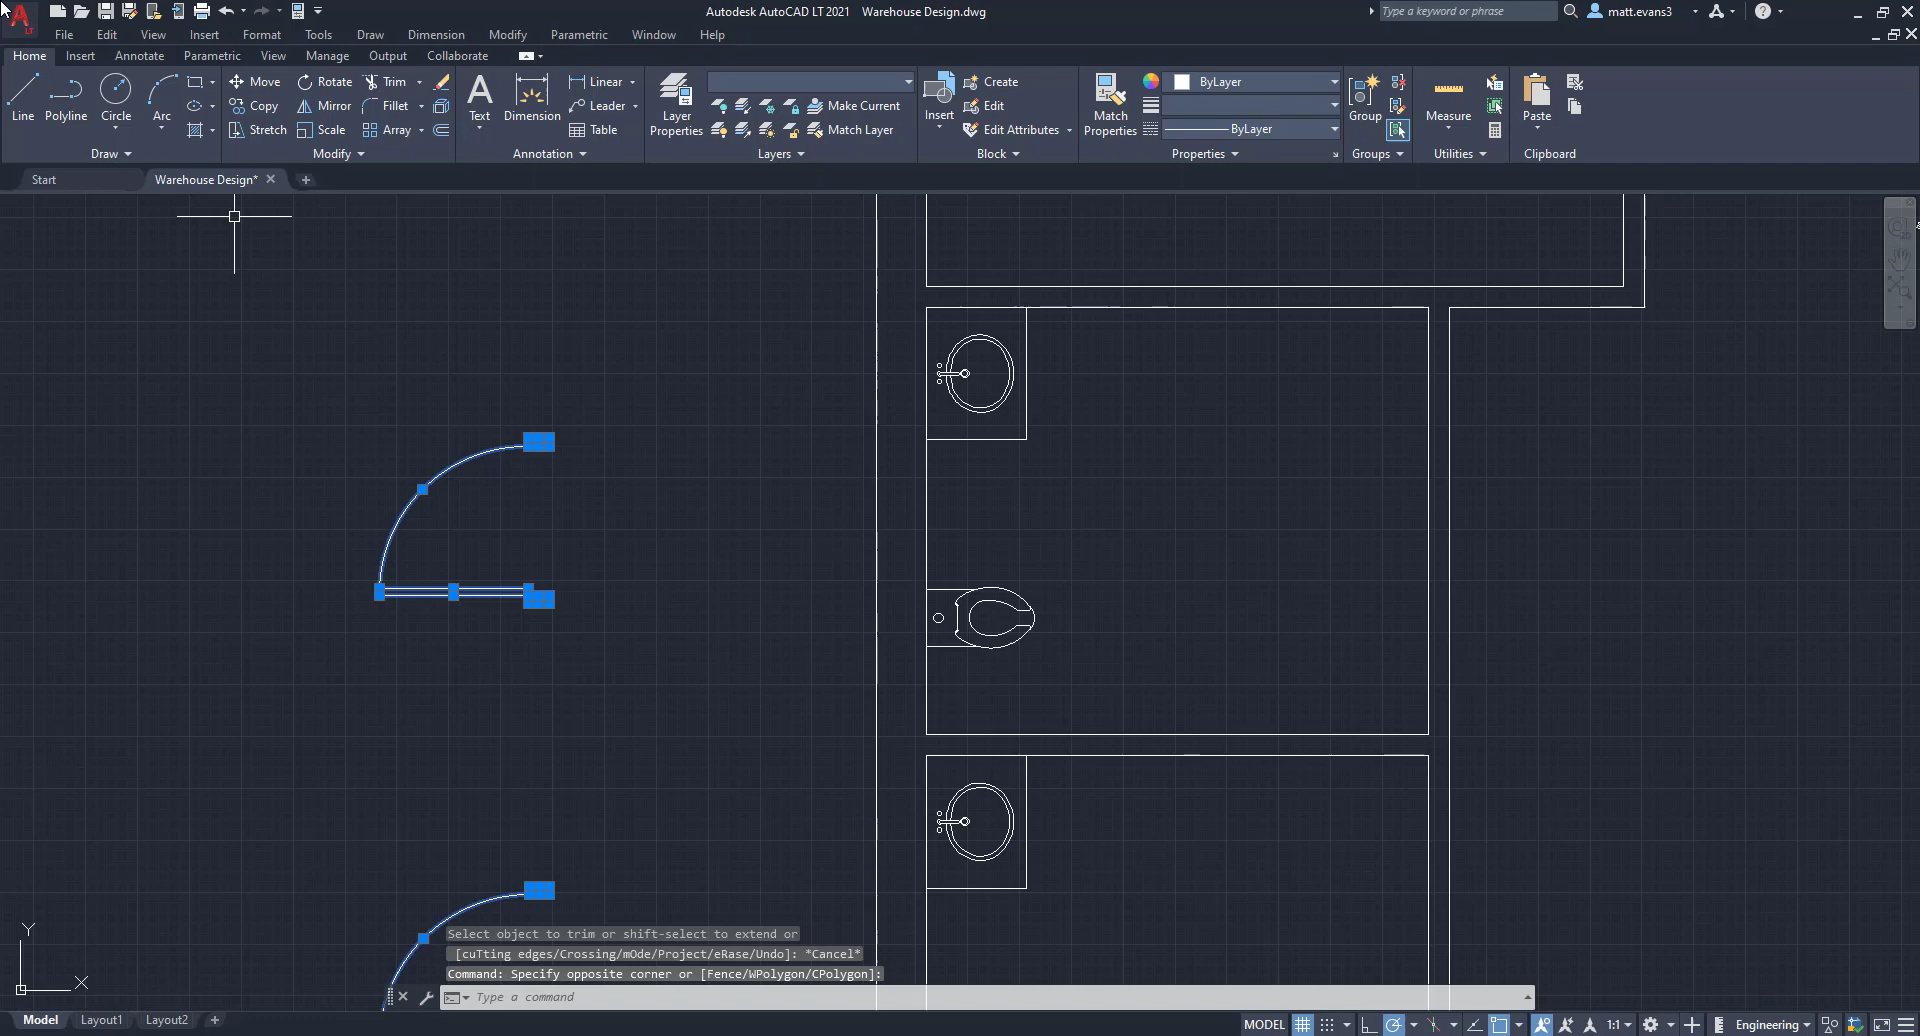 Autodesk AutoCAD LT 2021 Warehouse Design.dwg
Type a keyword or phrase
matt.evans3
LT
File Edit View Insert Format Tools Draw Dimension Modify Parametric Window Help
Home Insert Annotate Parametric View Manage Output Collaborate
Line Polyline Circle Arc
Move Rotate Trim
Copy Mirror Fillet
Stretch Scale Array
Text Dimension
Linear
Leader
Table
Layer Properties
Make Current
Match Layer
Insert
Create
Edit
Edit Attributes
Match Properties
ByLayer
ByLayer
Group
Measure
Paste
Draw Modify Annotation Layers Block Properties Groups Utilities Clipboard
Start Warehouse Design*
Select object to trim or shift-select to extend or
[cuTting edges/Crossing/mOde/Project/eRase/Undo]: *Cancel*
Command: Specify opposite corner or [Fence/WPolygon/CPolygon]:
Type a command
Y
X
Model Layout1 Layout2
MODEL 1:1 Engineering